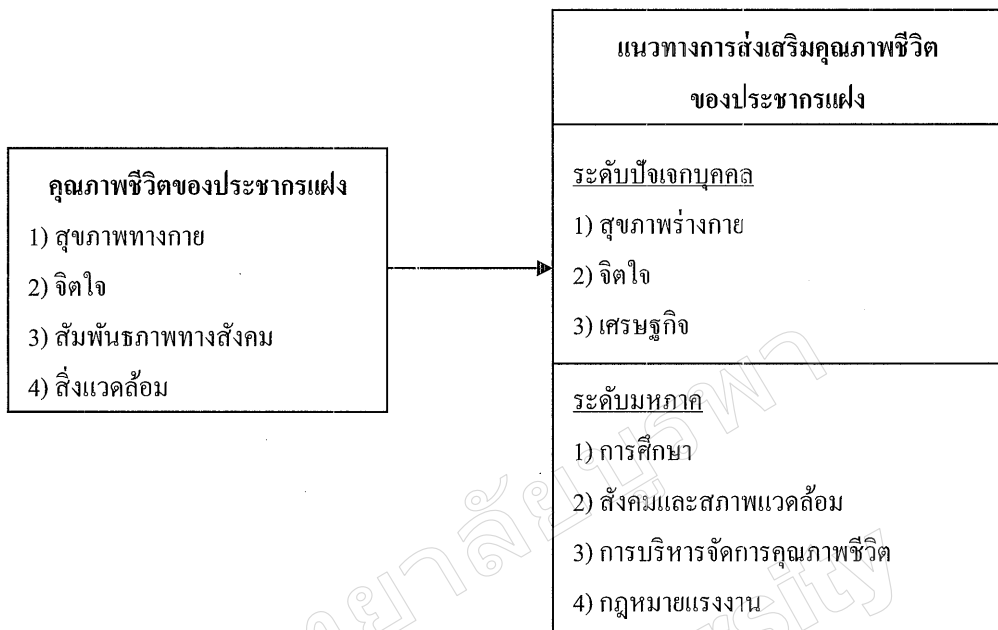 คุณภาพชีวิตของประชากรแฝง
1) สุขภาพทางกาย
2) จิตใจ
3) สัมพันธภาพทางสังคม
4) สิ่งแวดล้อม
แนวทางการส่งเสริมคุณภาพชีวิต
ของประชากรแฝง
ระดับปัจเจกบุคคล
1) สุขภาพร่างกาย
2) จิตใจ
3) เศรษฐกิจ
ระดับมหภาค
1) การศึกษา
2) สังคมและสภาพแวดล้อม
3) การบริหารจัดการคุณภาพชีวิต
4) กฎหมายแรงงาน